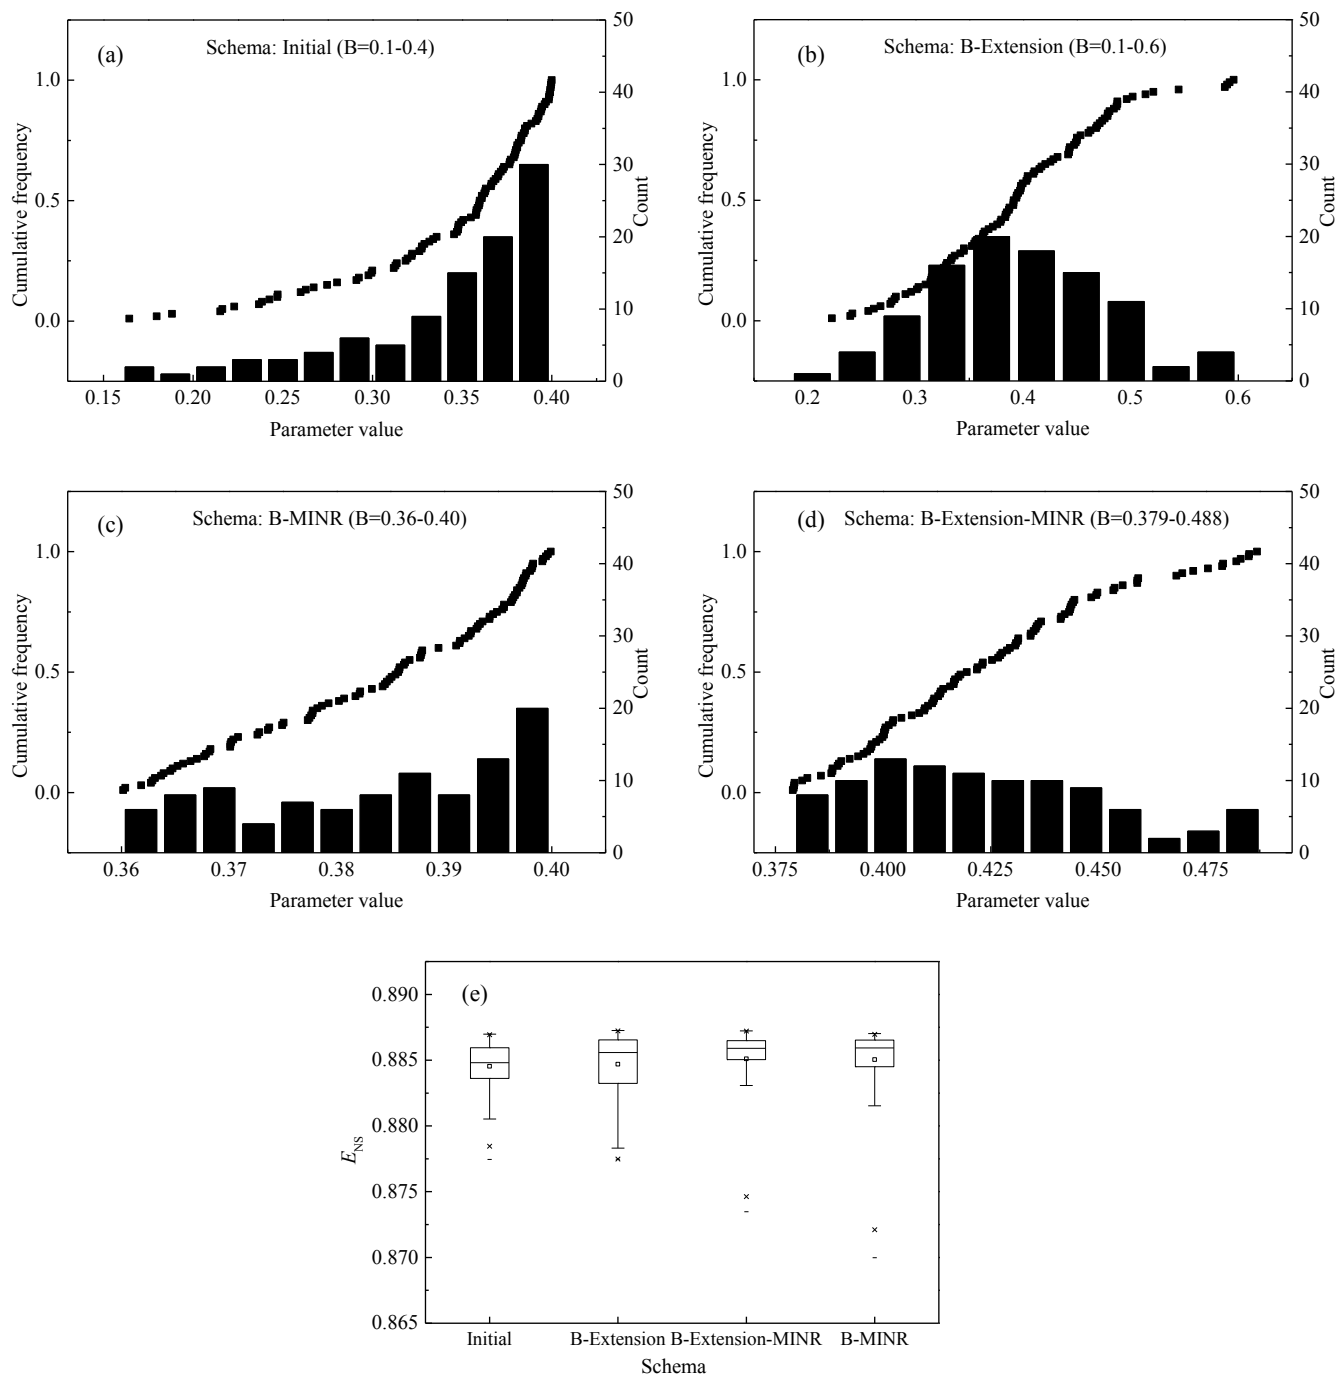 (a) Schema: Initial (B=0.1-0.4)
Cumulative frequency
1.0
0.5
0.0
50
40
30
20
10
0
Count
0.15 0.20 0.25 0.30 0.35 0.40
Parameter value
(b) Schema: B-Extension (B=0.1-0.6)
Cumulative frequency
1.0
0.5
0.0
50
40
30
20
10
0
Count
0.2 0.3 0.4 0.5 0.6
Parameter value
(c) Schema: B-MINR (B=0.36-0.40)
Cumulative frequency
1.0
0.5
0.0
50
40
30
20
10
0
Count
0.36 0.37 0.38 0.39 0.40
Parameter value
(d) Schema: B-Extension-MINR (B=0.379-0.488)
Cumulative frequency
1.0
0.5
0.0
50
40
30
20
10
0
Count
0.375 0.400 0.425 0.450 0.475
Parameter value
(e)
E_NS
0.890
0.885
0.880
0.875
0.870
0.865
Initial B-Extension B-Extension-MINR B-MINR
Schema